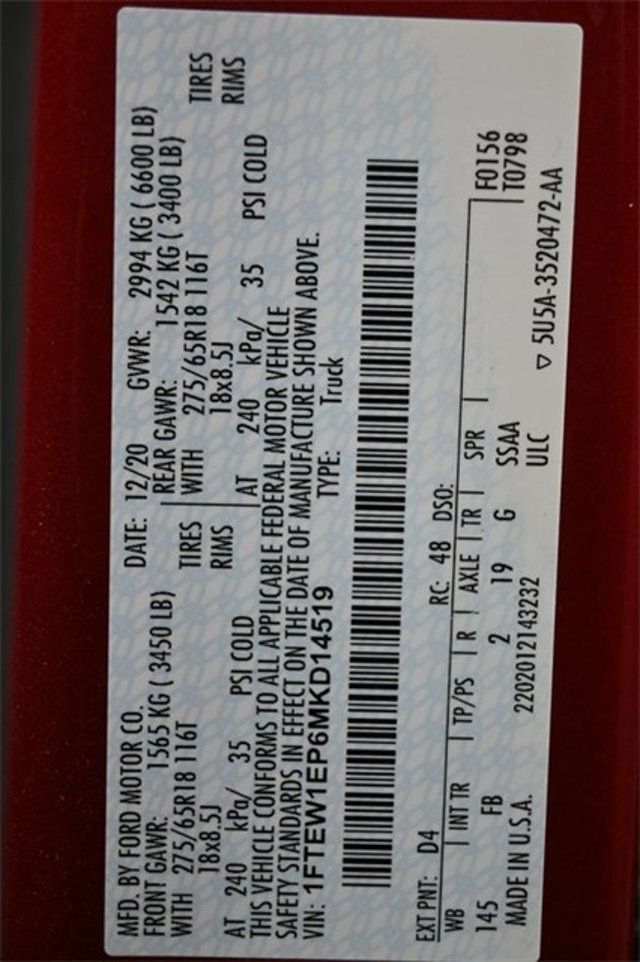 MFD. BY FORD MOTOR CO. DATE: 12/20 GVWR: 2994 KG ( 6600 LB)
FRONT GAWR: 1565 KG ( 3450 LB) REAR GAWR: 1542 KG ( 3400 LB)
WITH 275/65R18 116T TIRES WITH 275/65R18 116T TIRES
18x8.5J RIMS 18x8.5J RIMS
AT 240 kPa/ 35 PSI COLD AT 240 kPa/ 35 PSI COLD
THIS VEHICLE CONFORMS TO ALL APPLICABLE FEDERAL MOTOR VEHICLE
SAFETY STANDARDS IN EFFECT ON THE DATE OF MANUFACTURE SHOWN ABOVE.
VIN: 1FTEW1EP6MKD14519 TYPE: Truck
EXT PNT: D4 RC: 48 DSO:
WB INT TR TP/PS R AXLE TR SPR F0156
145 FB 2 19 G SSAA T0798
MADE IN U.S.A. 2202012143232 ULC ▽ 5U5A-3520472-AA